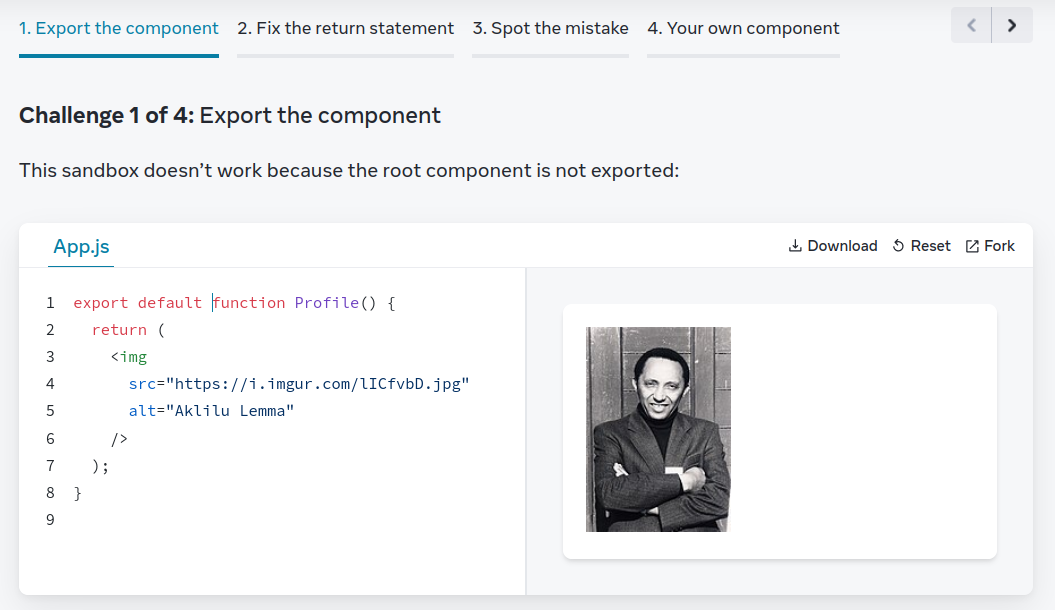 1. Export the component 2. Fix the return statement 3. Spot the mistake 4. Your own component
Challenge 1 of 4: Export the component
This sandbox doesn’t work because the root component is not exported:
App.js Download Reset Fork
1 export default function Profile() {
2   return (
3     <img
4       src="https://i.imgur.com/lICfvbD.jpg"
5       alt="Aklilu Lemma"
6     />
7   );
8 }
9